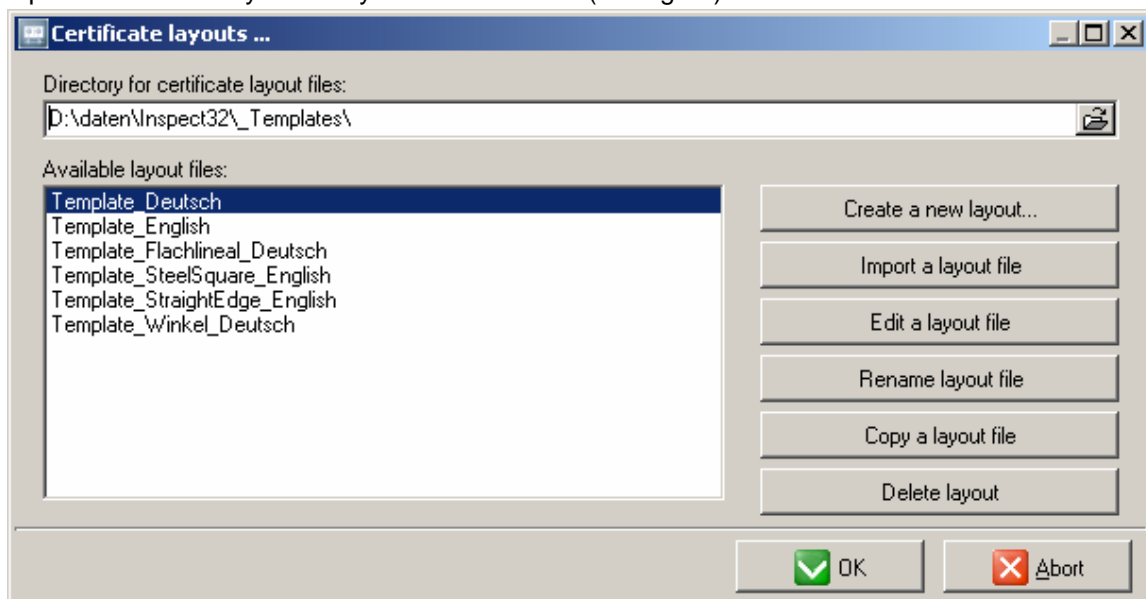 Certificate layouts ...
Directory for certificate layout files:
D:\daten\Inspect32\_Templates\
Available layout files:
Template_Deutsch
Template_English
Template_Flachlineal_Deutsch
Template_SteelSquare_English
Template_StraightEdge_English
Template_Winkel_Deutsch
Create a new layout...
Import a layout file
Edit a layout file
Rename layout file
Copy a layout file
Delete layout
OK
Abort